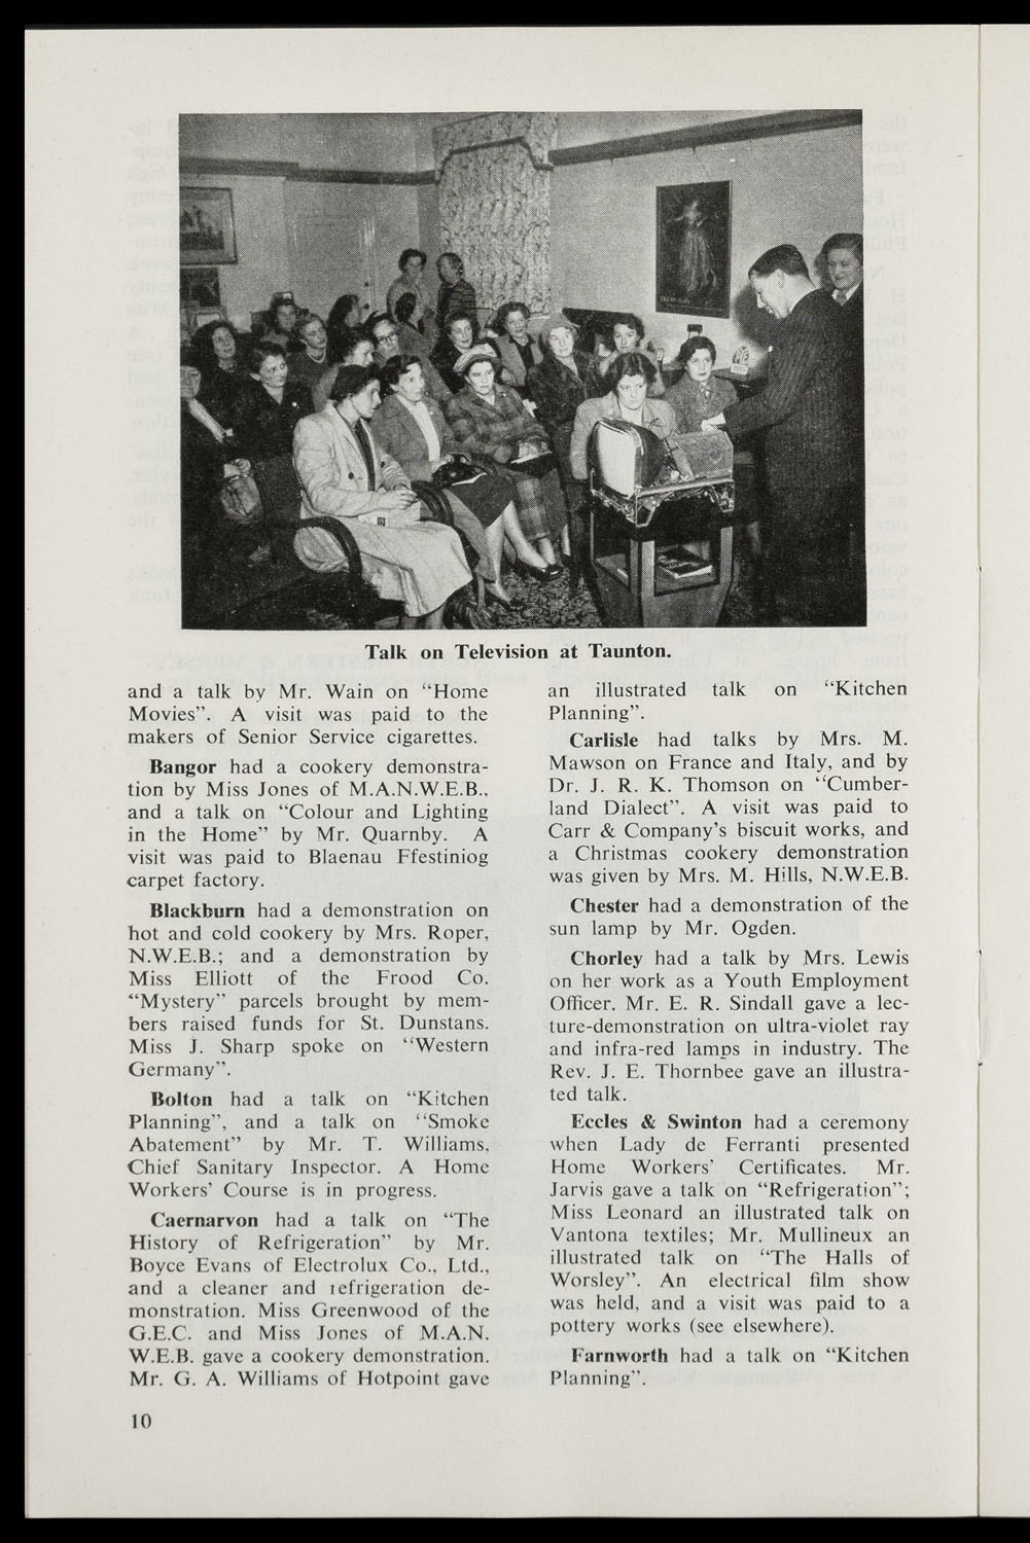 Talk on Television at Taunton.
and a talk by Mr. Wain on “Home
Movies”. A visit was paid to the
makers of Senior Service cigarettes.
Bangor had a cookery demonstra-
tion by Miss Jones of M.A.N.W.E.B.,
and a talk on “Colour and Lighting
in the Home” by Mr. Quarnby. A
visit was paid to Blaenau Ffestiniog
carpet factory.
Blackburn had a demonstration on
hot and cold cookery by Mrs. Roper,
N.W.E.B.; and a demonstration by
Miss Elliott of the Frood Co.
“Mystery” parcels brought by mem-
bers raised funds for St. Dunstans.
Miss J. Sharp spoke on “Western
Germany”.
Bolton had a talk on “Kitchen
Planning”, and a talk on “Smoke
Abatement” by Mr. T. Williams,
Chief Sanitary Inspector. A Home
Workers’ Course is in progress.
Caernarvon had a talk on “The
History of Refrigeration” by Mr.
Boyce Evans of Electrolux Co., Ltd.,
and a cleaner and refrigeration de-
monstration. Miss Greenwood of the
G.E.C. and Miss Jones of M.A.N.
W.E.B. gave a cookery demonstration.
Mr. G. A. Williams of Hotpoint gave
an illustrated talk on “Kitchen
Planning”.
Carlisle had talks by Mrs. M.
Mawson on France and Italy, and by
Dr. J. R. K. Thomson on “Cumber-
land Dialect”. A visit was paid to
Carr & Company’s biscuit works, and
a Christmas cookery demonstration
was given by Mrs. M. Hills, N.W.E.B.
Chester had a demonstration of the
sun lamp by Mr. Ogden.
Chorley had a talk by Mrs. Lewis
on her work as a Youth Employment
Officer. Mr. E. R. Sindall gave a lec-
ture-demonstration on ultra-violet ray
and infra-red lamps in industry. The
Rev. J. E. Thornbee gave an illustra-
ted talk.
Eccles & Swinton had a ceremony
when Lady de Ferranti presented
Home Workers’ Certificates. Mr.
Jarvis gave a talk on “Refrigeration”;
Miss Leonard an illustrated talk on
Vantona textiles; Mr. Mullineux an
illustrated talk on “The Halls of
Worsley”. An electrical film show
was held, and a visit was paid to a
pottery works (see elsewhere).
Farnworth had a talk on “Kitchen
Planning”.
10